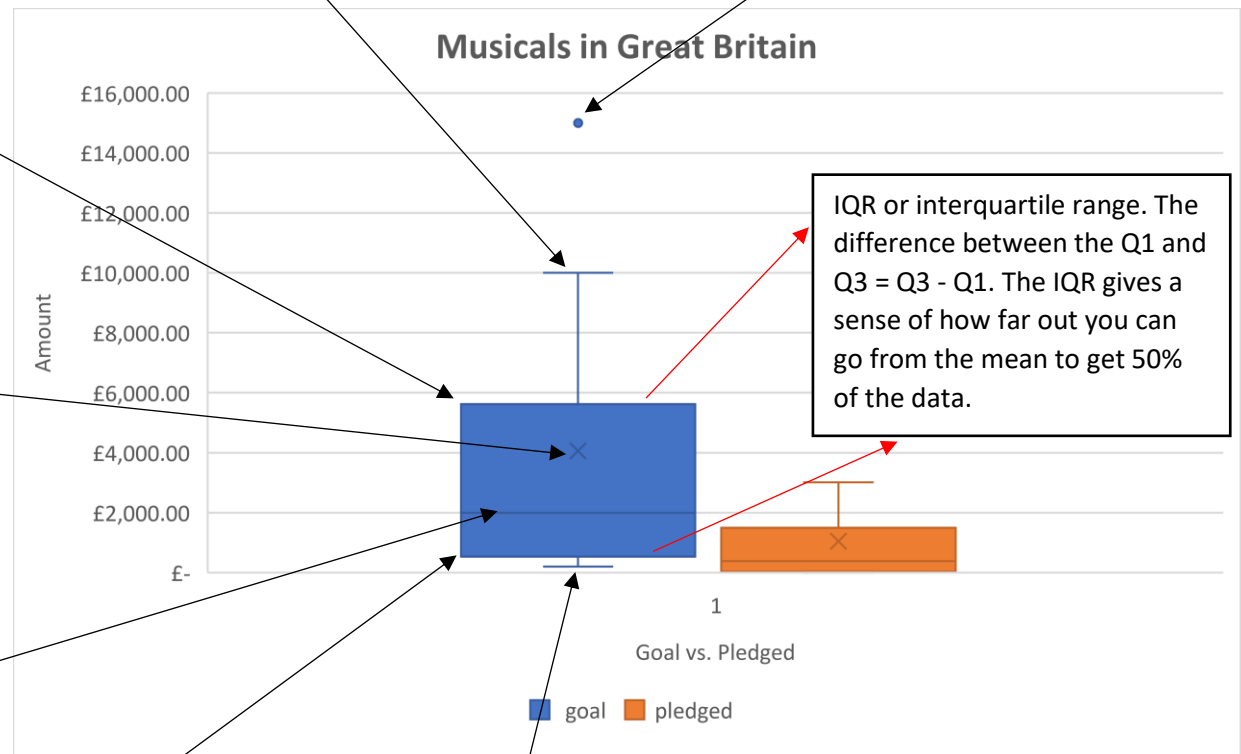 Musicals in Great Britain
£16,000.00
£14,000.00
£12,000.00
£10,000.00
£8,000.00
£6,000.00
£4,000.00
£2,000.00
£-
Amount
IQR or interquartile range. The
difference between the Q1 and
Q3 = Q3 - Q1. The IQR gives a
sense of how far out you can
go from the mean to get 50%
of the data.
1
Goal vs. Pledged
goal pledged